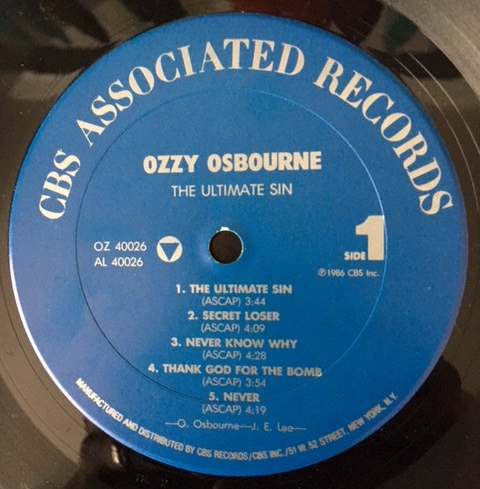 CBS ASSOCIATED RECORDS
OZZY OSBOURNE
THE ULTIMATE SIN
OZ 40026
AL 40026
SIDE 1
℗1986 CBS Inc.
1. THE ULTIMATE SIN
(ASCAP) 3:44
2. SECRET LOSER
(ASCAP) 4:09
3. NEVER KNOW WHY
(ASCAP) 4:28
4. THANK GOD FOR THE BOMB
(ASCAP) 3:54
5. NEVER
(ASCAP) 4:19
—O. Osbourne—J. E. Lee—
MANUFACTURED AND DISTRIBUTED BY CBS RECORDS/CBS INC./51 W. 52 STREET, NEW YORK, N.Y.